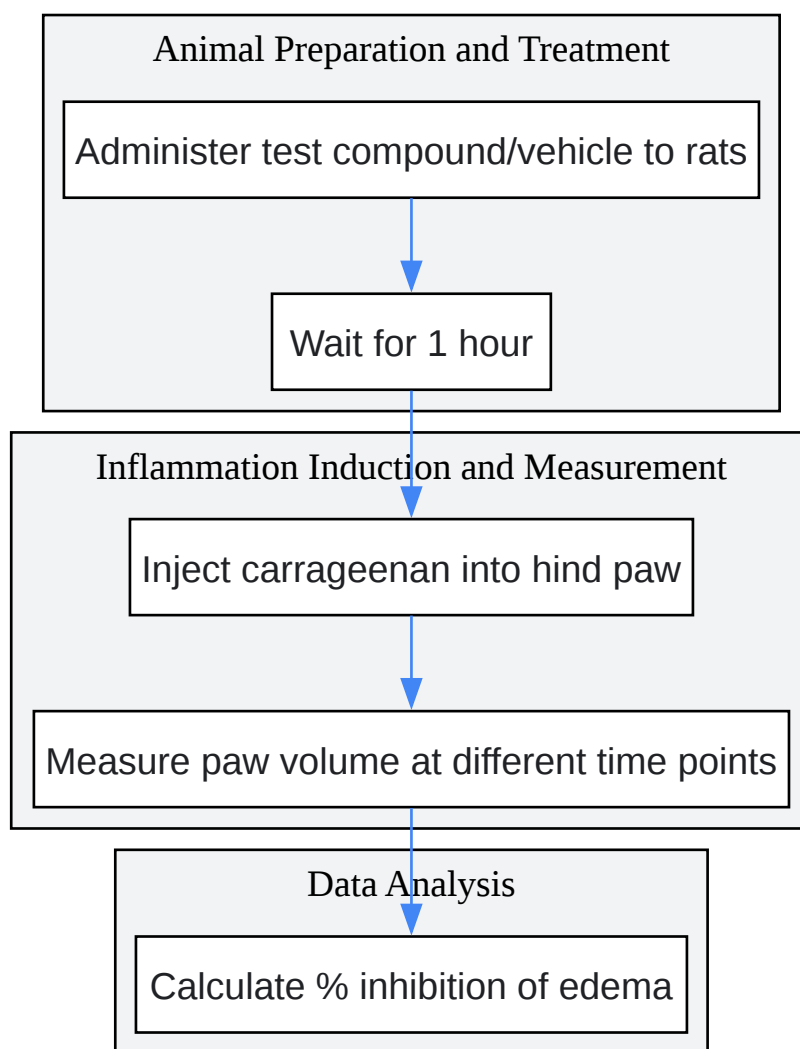 Animal Preparation and Treatment
Administer test compound/vehicle to rats
Wait for 1 hour
Inflammation Induction and Measurement
Inject carrageenan into hind paw
Measure paw volume at different time points
Data Analysis
Calculate % inhibition of edema